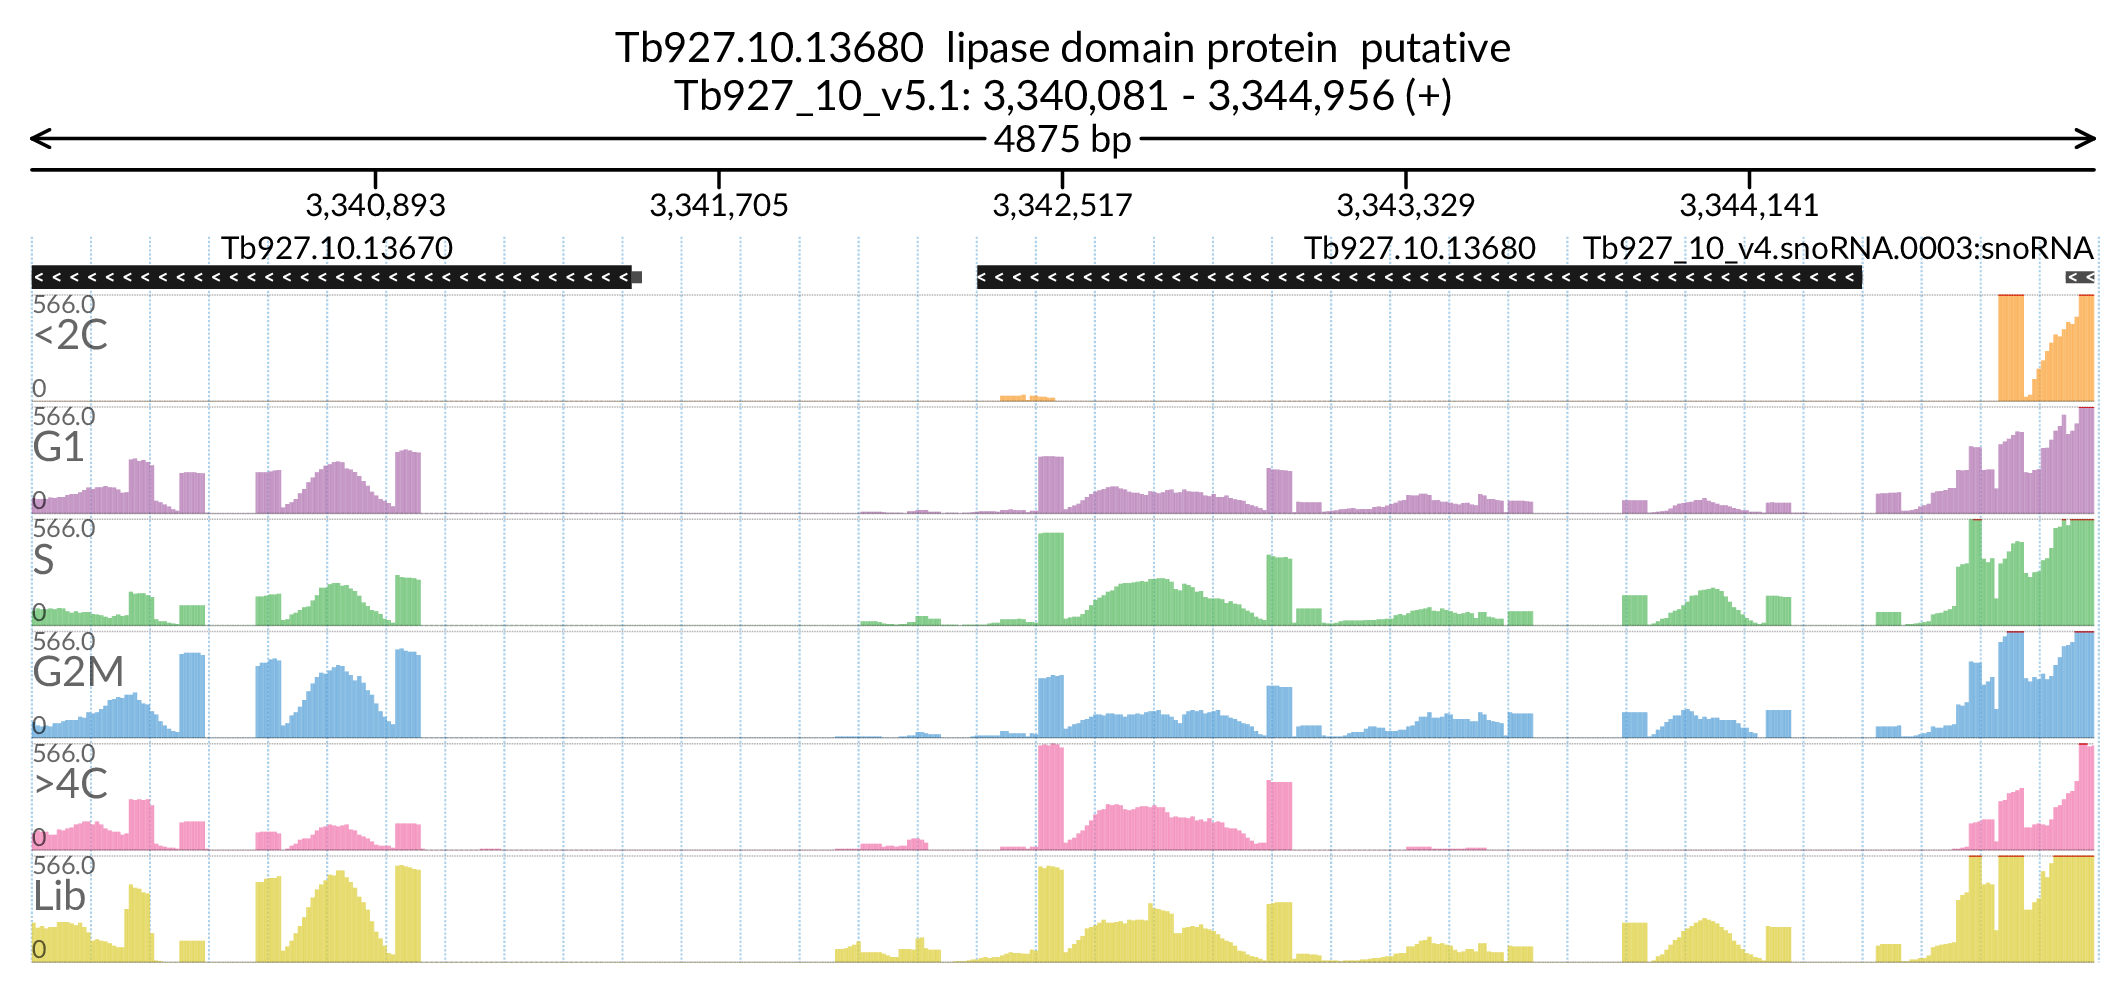 Tb927.10.13680 lipase domain protein putative
Tb927_10_v5.1: 3,340,081 - 3,344,956 (+)
4875 bp
3,340,893 3,341,705 3,342,517 3,343,329 3,344,141
Tb927.10.13670 Tb927.10.13680 Tb927_10_v4.snoRNA.0003:snoRNA
566.0
<2C
0
566.0
G1
0
566.0
S
0
566.0
G2M
0
566.0
>4C
0
566.0
Lib
0